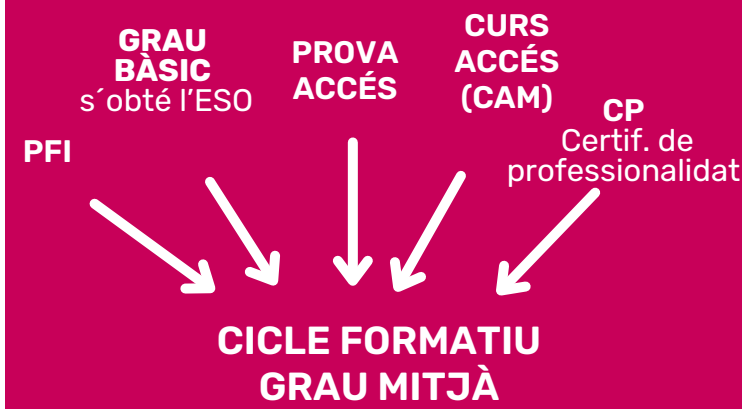 PFI
GRAU
BÀSIC
s´obté l’ESO
PROVA
ACCÉS
CURS
ACCÉS
(CAM)
CP
Certif. de
professionalidat
CICLE FORMATIU
GRAU MITJÀ